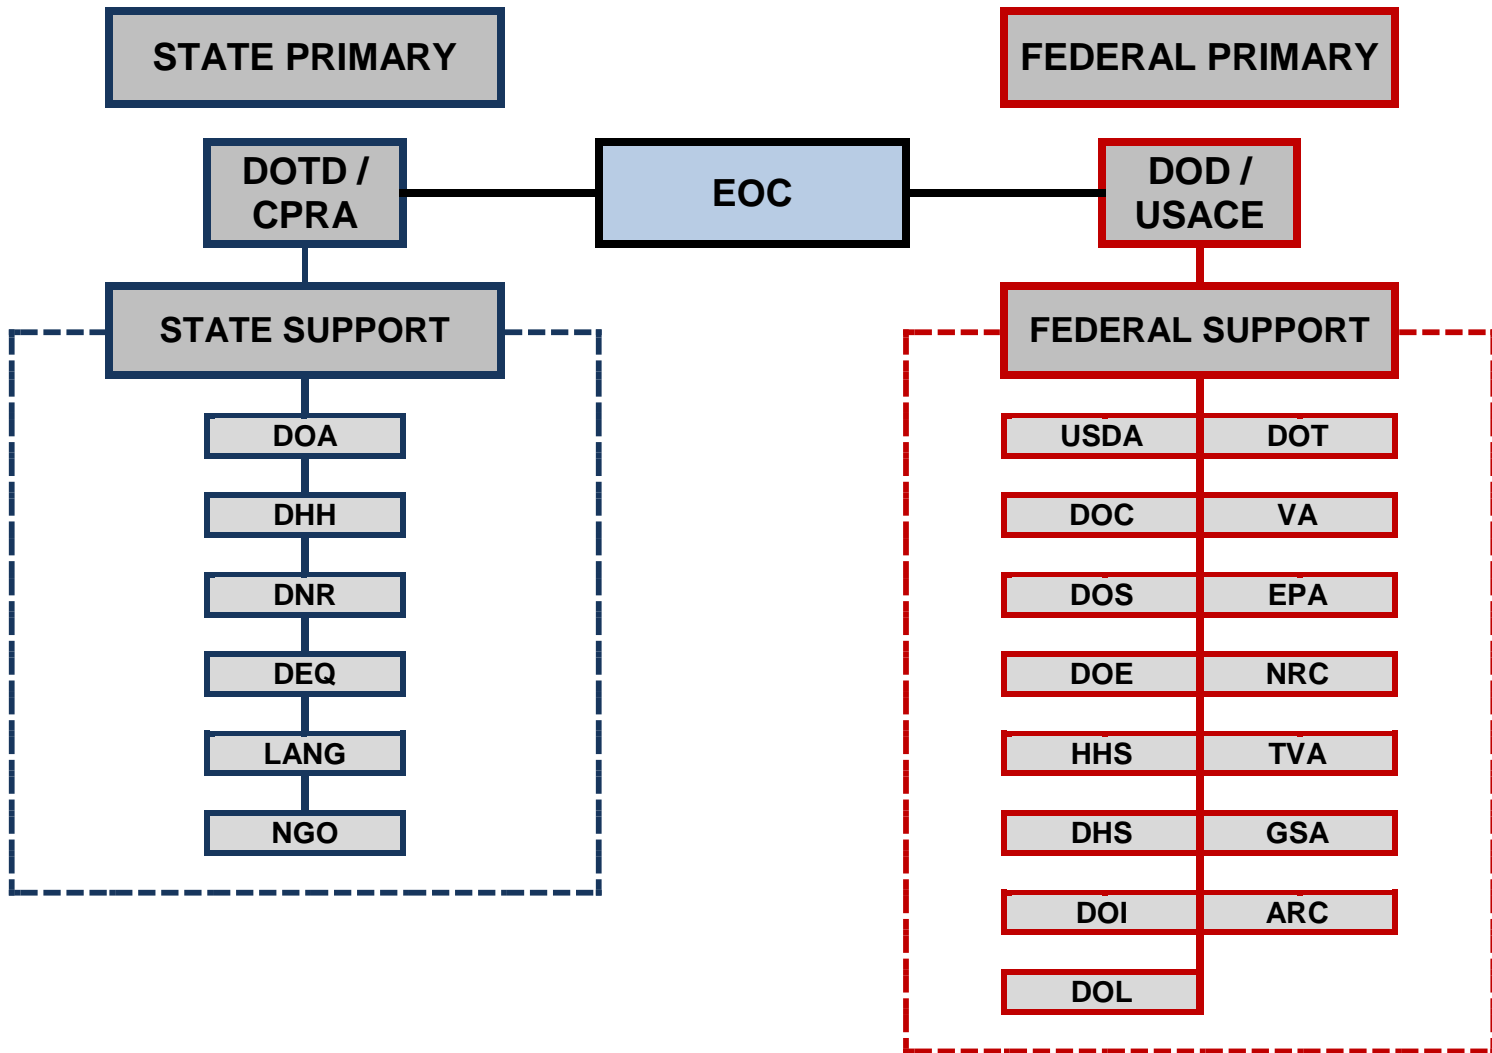 STATE PRIMARY
FEDERAL PRIMARY
DOTD /
CPRA
EOC
DOD /
USACE
STATE SUPPORT
DOA
DHH
DNR
DEQ
LANG
NGO
FEDERAL SUPPORT
USDA
DOT
DOC
VA
DOS
EPA
DOE
NRC
HHS
TVA
DHS
GSA
DOI
ARC
DOL